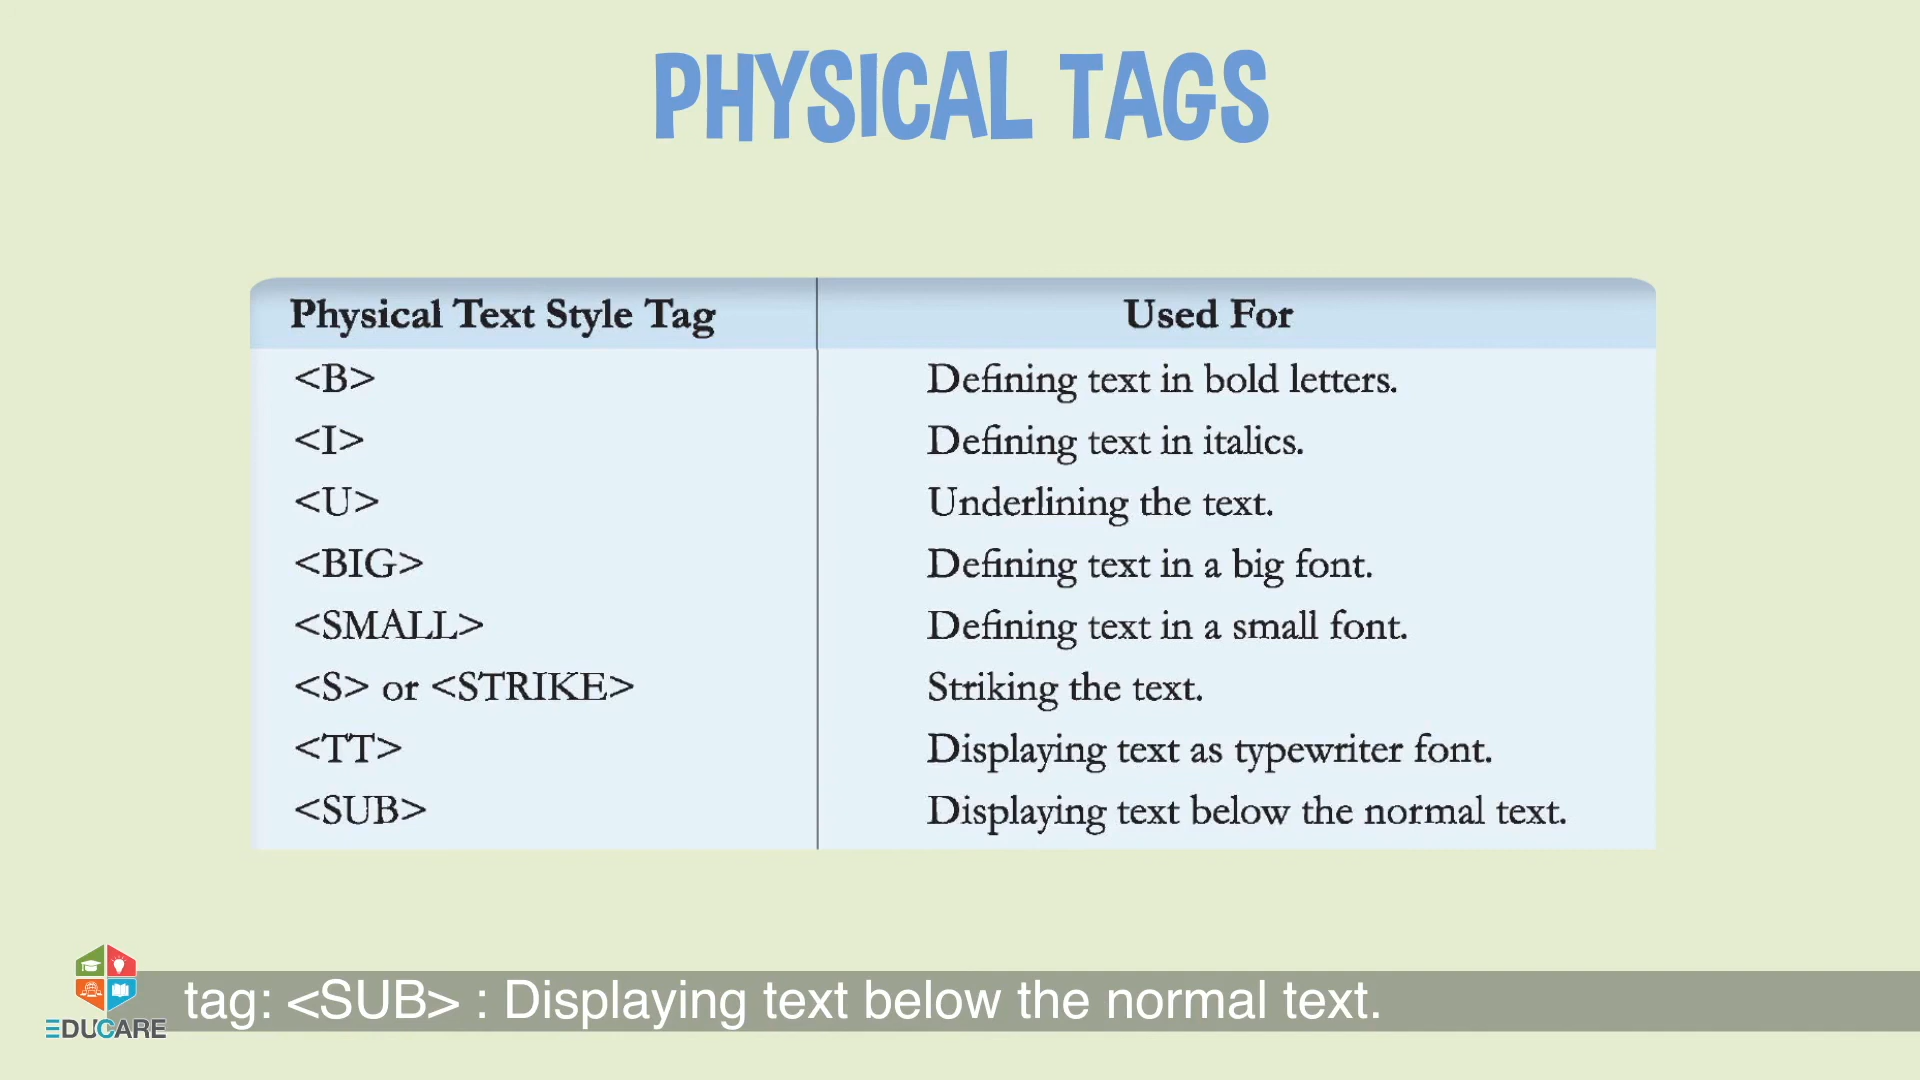 PHYSICAL TAGS
Physical Text Style Tag Used For
<B> Defining text in bold letters.
<I> Defining text in italics.
<U> Underlining the text.
<BIG> Defining text in a big font.
<SMALL> Defining text in a small font.
<S> or <STRIKE> Striking the text.
<TT> Displaying text as typewriter font.
<SUB> Displaying text below the normal text.
tag: <SUB> : Displaying text below the normal text.
EDUCARE